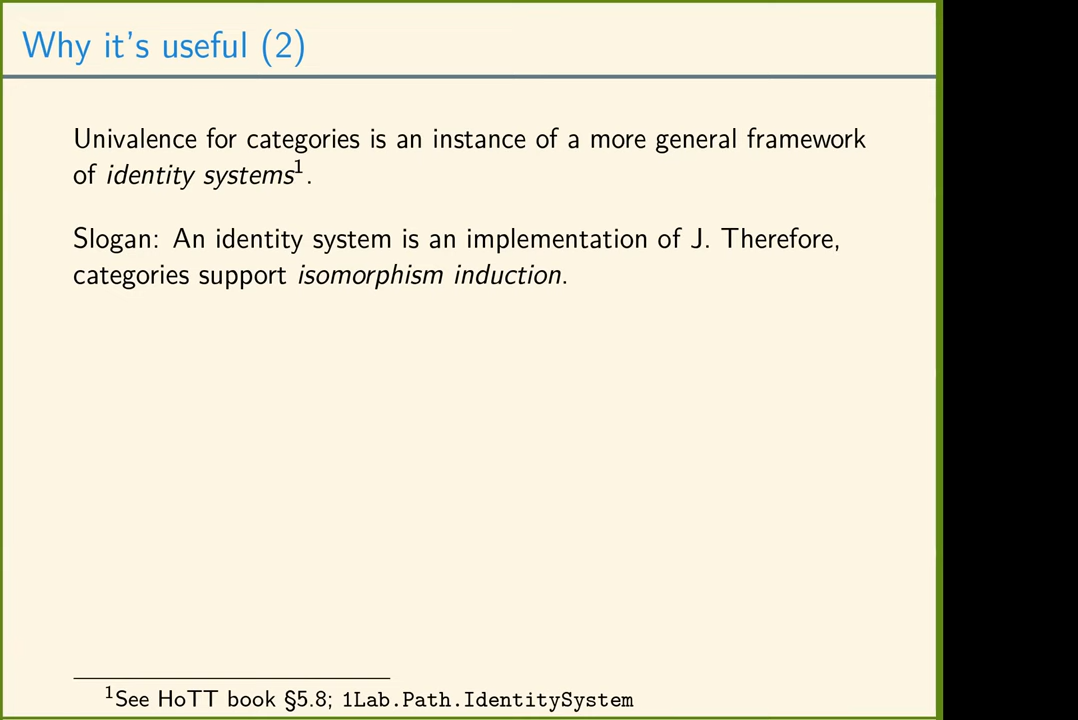 Why it's useful (2)
Univalence for categories is an instance of a more general framework
of identity systems¹.
Slogan: An identity system is an implementation of J. Therefore,
categories support isomorphism induction.
¹See HoTT book §5.8; 1Lab.Path.IdentitySystem